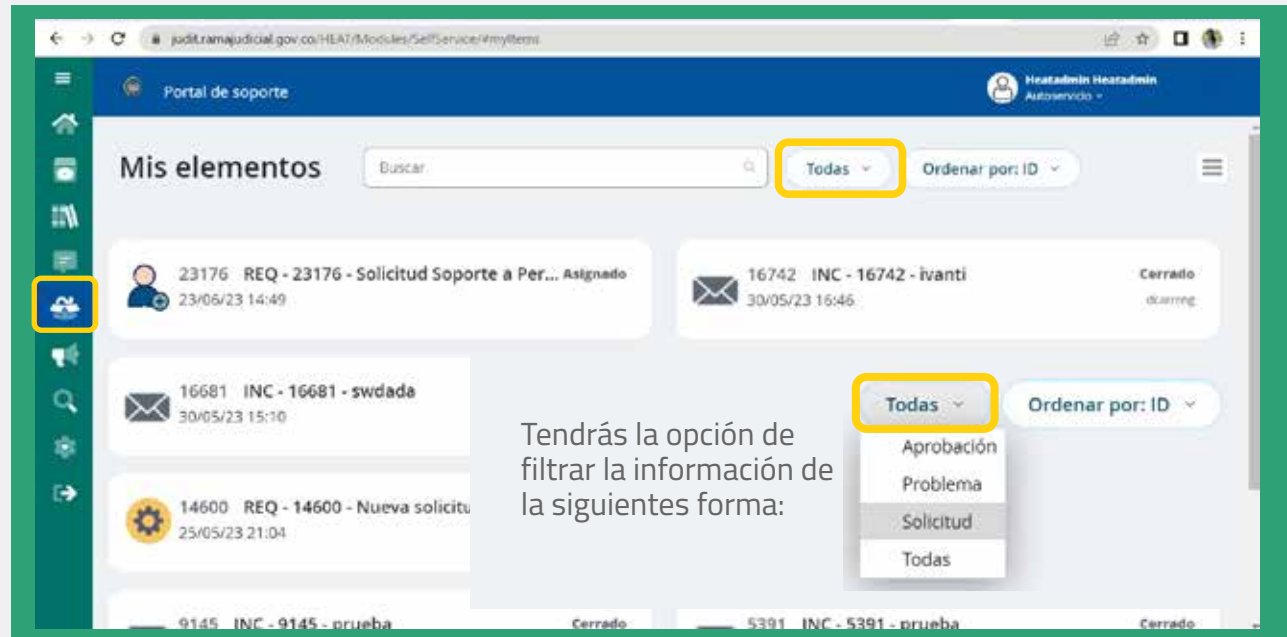 judit.ramajudicial.gov.co/HEAT/Modules/SelfService/#myItems
Portal de soporte
Heatadmin Heatadmin
Autoservicio
Mis elementos
Buscar
Todas
Ordenar por: ID
23176 REQ - 23176 - Solicitud Soporte a Per... Asignado
23/06/23 14:49
16742 INC - 16742 - ivanti Cerrado
30/05/23 16:46
16681 INC - 16681 - swdada
30/05/23 15:10
Tendrás la opción de
filtrar la información de
la siguientes forma:
Todas
Ordenar por: ID
Aprobación
Problema
Solicitud
Todas
14600 REQ - 14600 - Nueva solicitu
25/05/23 21:04
9145 INC - 9145 - prueba Cerrado
5391 INC - 5391 - prueba Cerrado